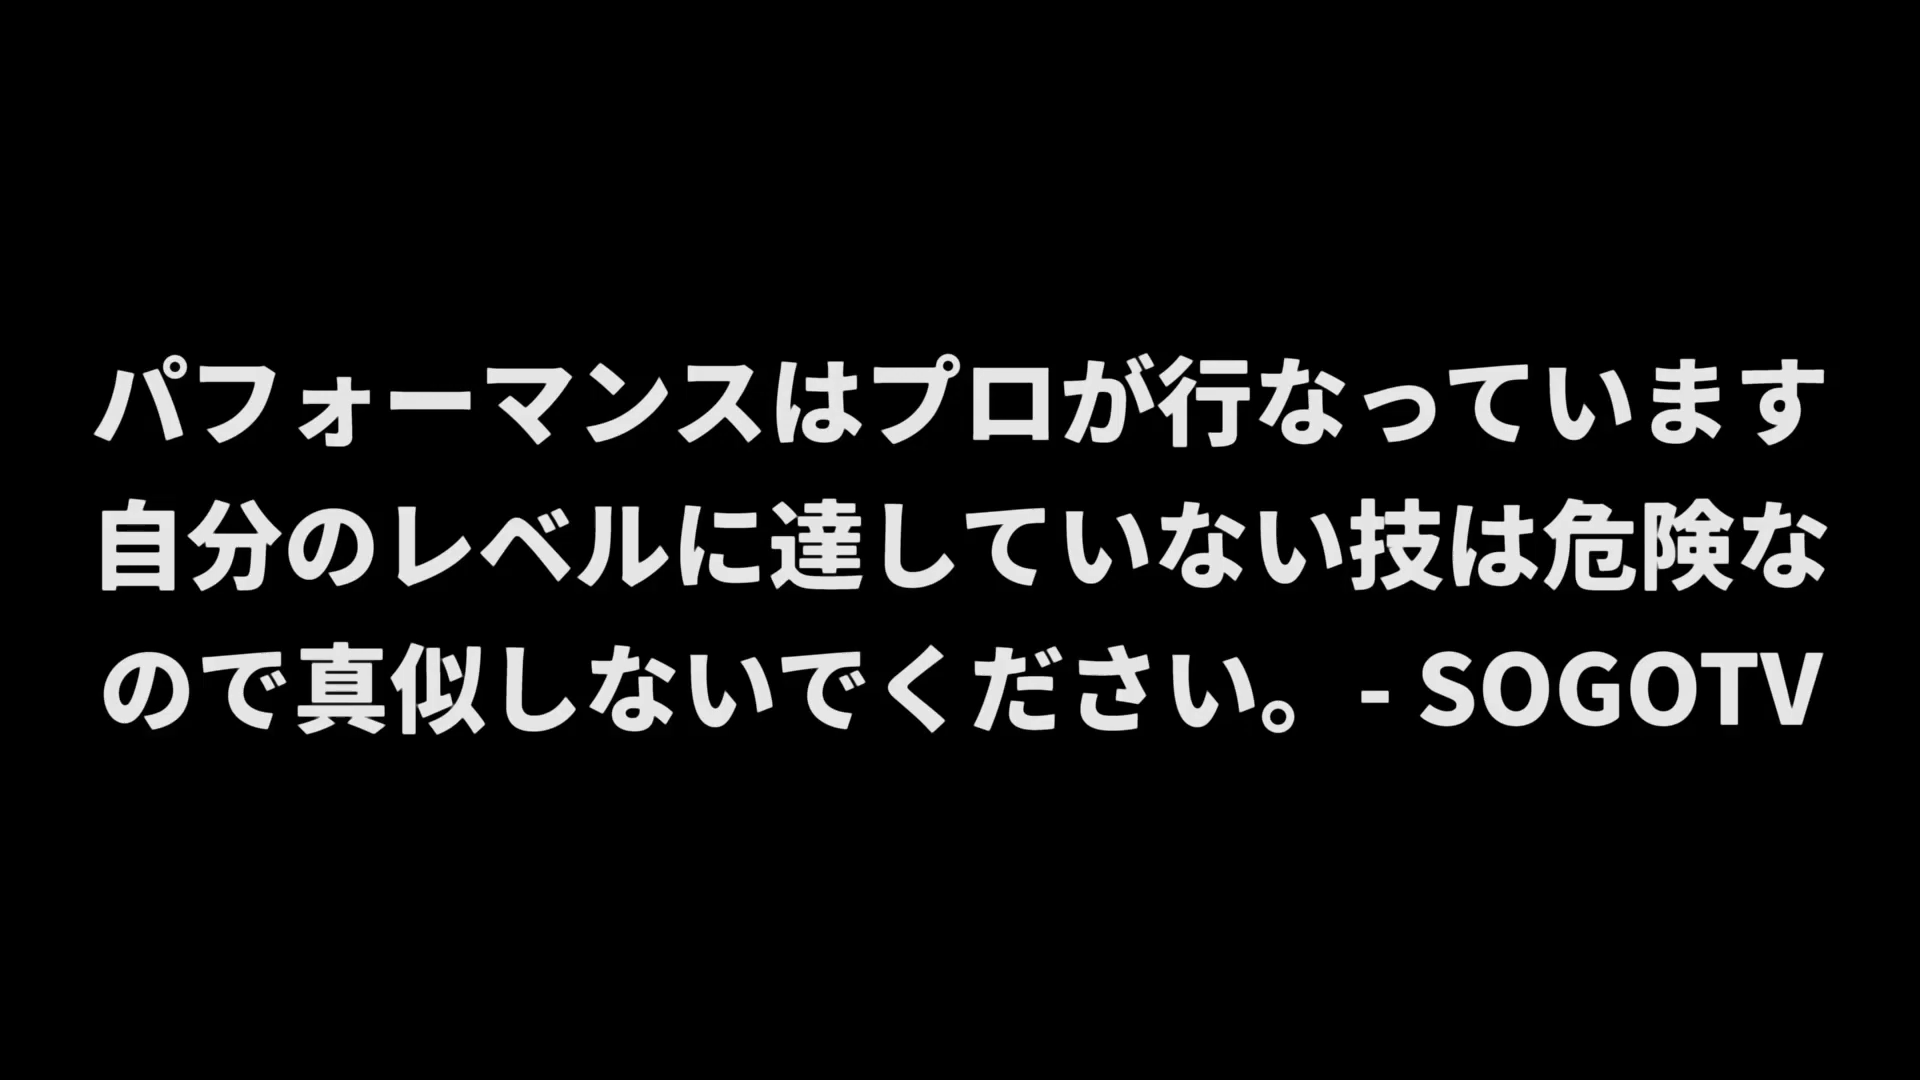 パフォーマンスはプロが行なっています
自分のレベルに達していない技は危険な
ので真似しないでください。- SOGOTV